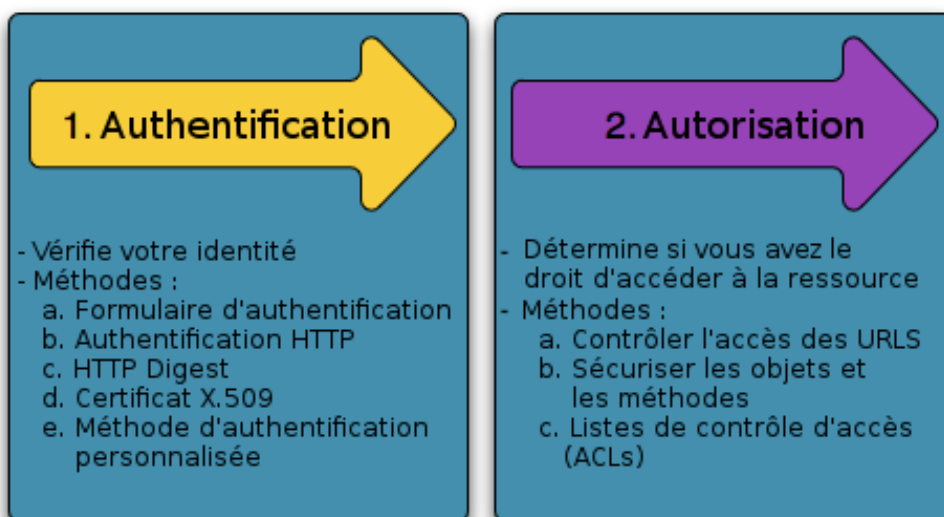 1. Authentification
- Vérifie votre identité
- Méthodes :
a. Formulaire d'authentification
b. Authentification HTTP
c. HTTP Digest
d. Certificat X.509
e. Méthode d'authentification
personnalisée
2. Autorisation
- Détermine si vous avez le
droit d'accéder à la ressource
- Méthodes :
a. Contrôler l'accès des URLS
b. Sécuriser les objets et
les méthodes
c. Listes de contrôle d'accès
(ACLs)